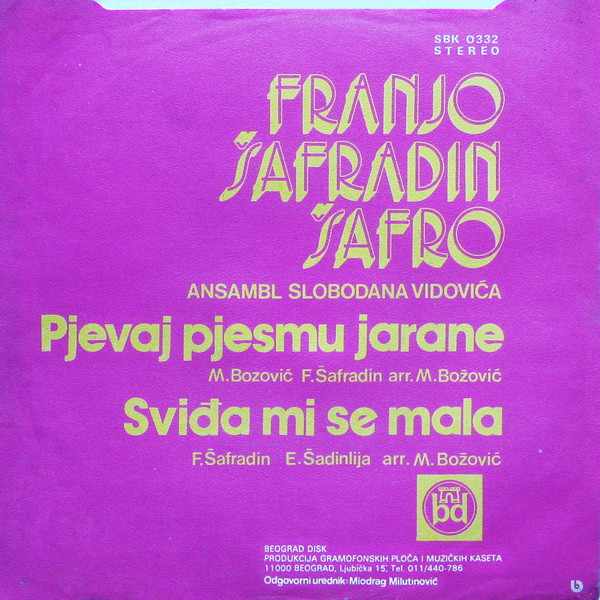 SBK 0332
STEREO
FRANJO
ŠAFRADIN
ŠAFRO
ANSAMBL SLOBODANA VIDOVIĆA
Pjevaj pjesmu jarane
M. Bozović F. Šafradin arr. M. Božović
Sviđa mi se mala
F. Šafradin E. Šadinlija arr. M. Božović
bd
BEOGRAD DISK
PRODUKCIJA GRAMOFONSKIH PLOČA I MUZIČKIH KASETA
11000 BEOGRAD, Ljubička 15, Tel. 011/440-786
Odgovorni urednik: Miodrag Milutinović
b